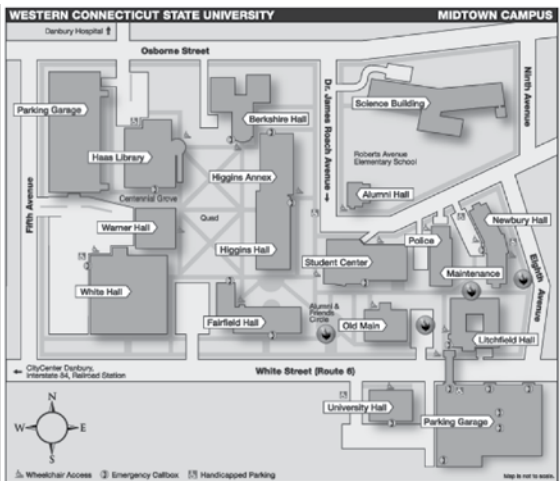 WESTERN CONNECTICUT STATE UNIVERSITY
MIDTOWN CAMPUS
Danbury Hospital
Osborne Street
Ninth Avenue
Parking Garage
Berkshire Hall
Science Building
Haas Library
Dr. James Roach Avenue →
Roberts Avenue
Elementary School
Higgins Annex
Alumni Hall
Centennial Grove
Fifth Avenue
Quad
Newbury Hall
Warner Hall
Police
Higgins Hall
Student Center
Maintenance
Eighth Avenue
White Hall
Alumni &
Friends
Circle
Fairfield Hall
Old Main
Litchfield Hall
← CityCenter Danbury,
Interstate 84, Railroad Station
White Street (Route 6)
N
W
E
S
University Hall
Parking Garage
Wheelchair Access
Emergency Callbox
Handicapped Parking
Map is not to scale.